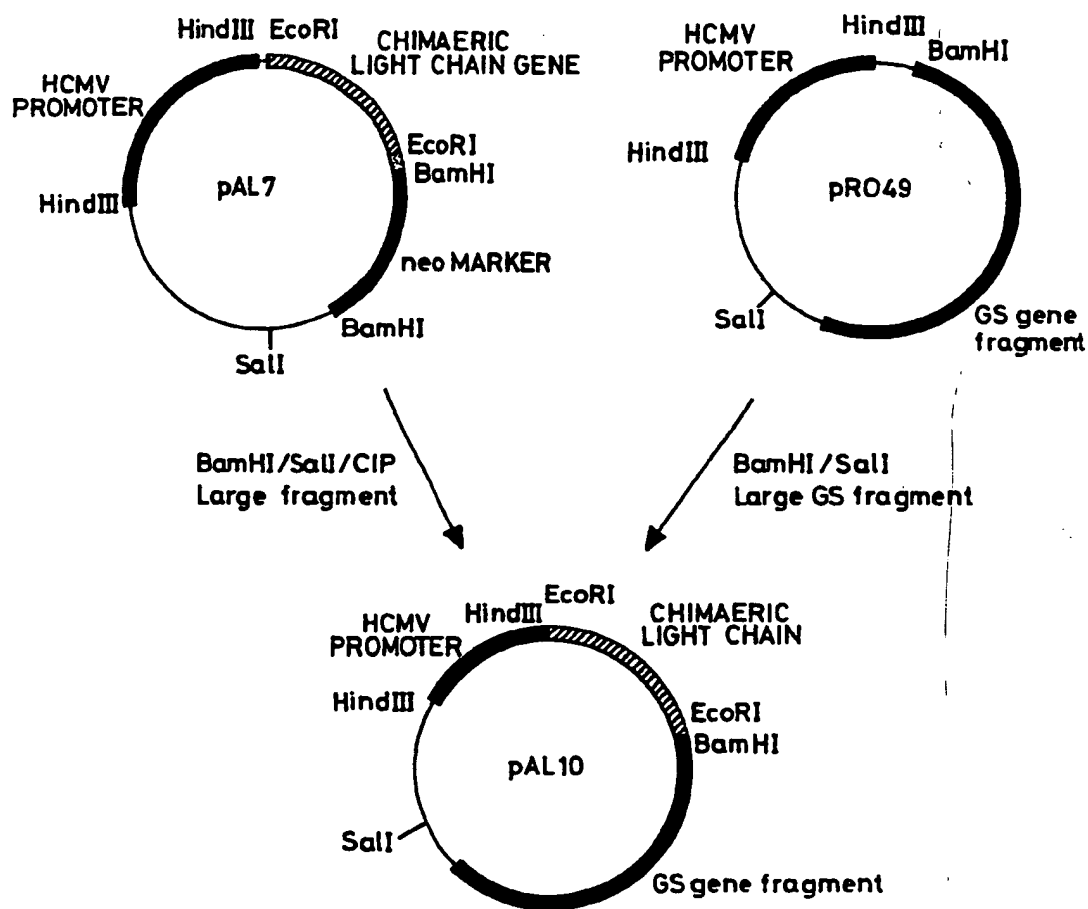 HindIII EcoRI
CHIMAERIC
LIGHT CHAIN GENE
HCMV
PROMOTER
EcoRI
BamHI
HindIII
pAL7
neo MARKER
BamHI
SalI
HCMV
PROMOTER
HindIII
BamHI
HindIII
pRO49
SalI
GS gene
fragment
BamHI/SalI/CIP
Large fragment
BamHI/SalI
Large GS fragment
HCMV
PROMOTER
HindIII
EcoRI
CHIMAERIC
LIGHT CHAIN
HindIII
EcoRI
BamHI
pAL10
SalI
GS gene fragment